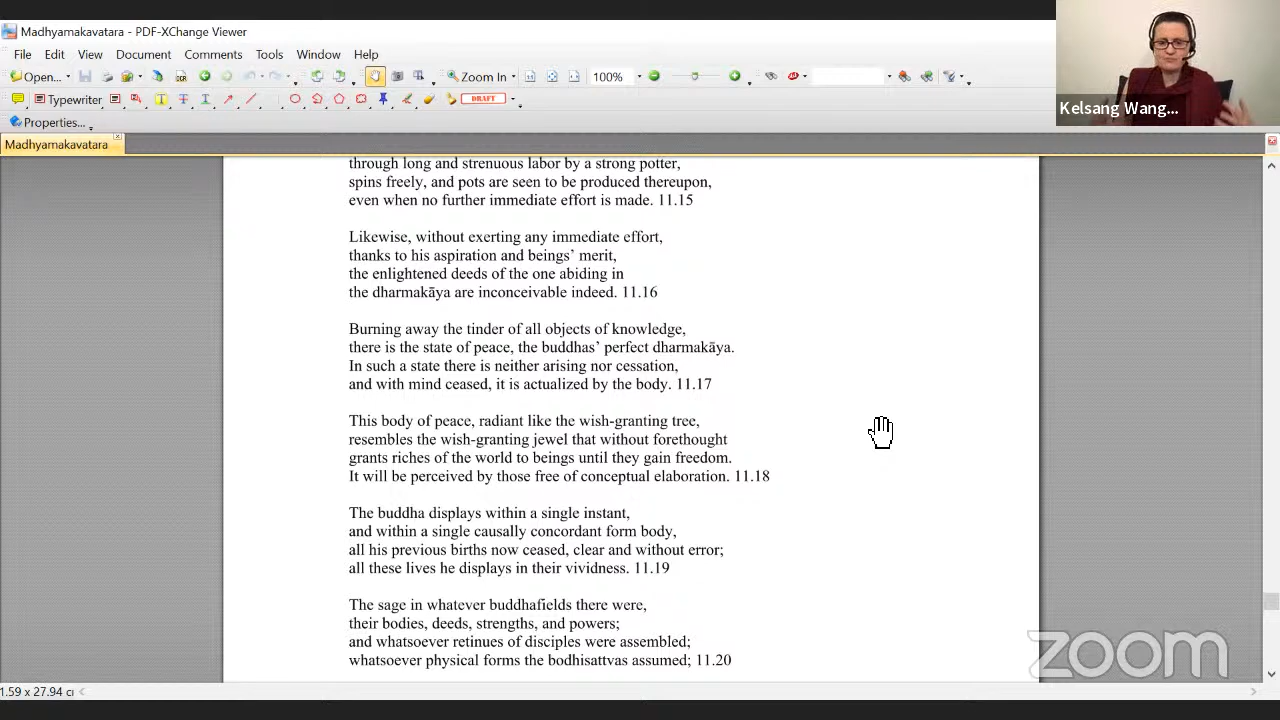 Madhyamakavatara - PDF-XChange Viewer
File Edit View Document Comments Tools Window Help
Open... Zoom In 100%
Typewriter DRAFT
Properties...
Madhyamakavatara
Kelsang Wang...
through long and strenuous labor by a strong potter,
spins freely, and pots are seen to be produced thereupon,
even when no further immediate effort is made. 11.15
Likewise, without exerting any immediate effort,
thanks to his aspiration and beings’ merit,
the enlightened deeds of the one abiding in
the dharmakāya are inconceivable indeed. 11.16
Burning away the tinder of all objects of knowledge,
there is the state of peace, the buddhas’ perfect dharmakāya.
In such a state there is neither arising nor cessation,
and with mind ceased, it is actualized by the body. 11.17
This body of peace, radiant like the wish-granting tree,
resembles the wish-granting jewel that without forethought
grants riches of the world to beings until they gain freedom.
It will be perceived by those free of conceptual elaboration. 11.18
The buddha displays within a single instant,
and within a single causally concordant form body,
all his previous births now ceased, clear and without error;
all these lives he displays in their vividness. 11.19
The sage in whatever buddhafields there were,
their bodies, deeds, strengths, and powers;
and whatsoever retinues of disciples were assembled;
whatsoever physical forms the bodhisattvas assumed; 11.20
zoom
1.59 x 27.94 c